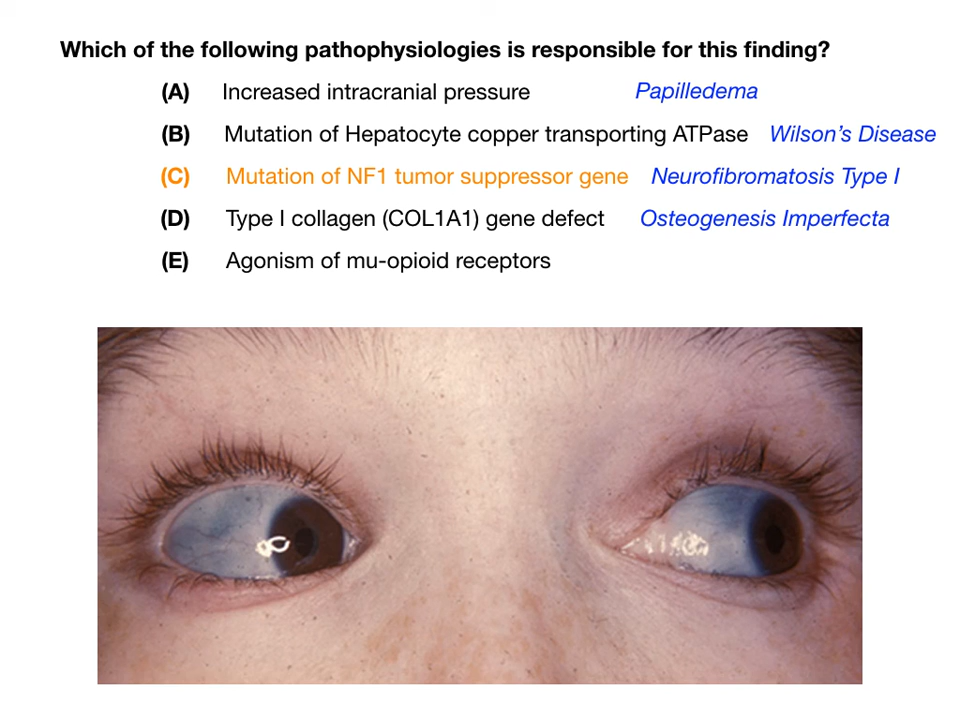 Which of the following pathophysiologies is responsible for this finding?
(A) Increased intracranial pressure Papilledema
(B) Mutation of Hepatocyte copper transporting ATPase Wilson's Disease
(C) Mutation of NF1 tumor suppressor gene Neurofibromatosis Type I
(D) Type I collagen (COL1A1) gene defect Osteogenesis Imperfecta
(E) Agonism of mu-opioid receptors